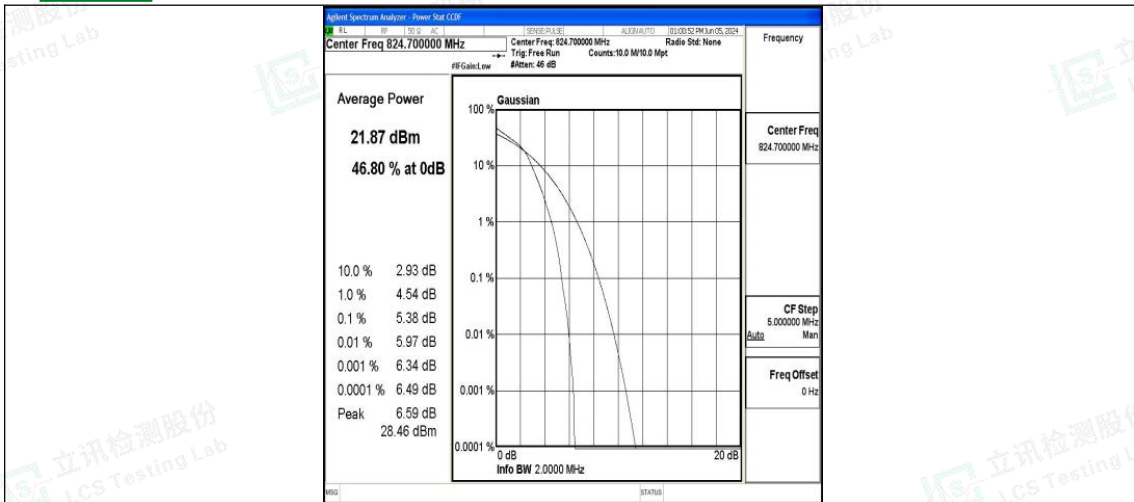 Agilent Spectrum Analyzer - Power Stat CCDF
RL RF 50 Ω AC SENSE:PULSE ALIGN AUTO 01:00:52 PM Jun 05, 2024
Center Freq 824.700000 MHz
Center Freq: 824.700000 MHz Radio Std: None
Trig: Free Run Counts:10.0 M/10.0 Mpt
#IFGain:Low #Atten: 46 dB
Frequency
Average Power
21.87 dBm
46.80 % at 0dB
10.0 % 2.93 dB
1.0 % 4.54 dB
0.1 % 5.38 dB
0.01 % 5.97 dB
0.001 % 6.34 dB
0.0001 % 6.49 dB
Peak 6.59 dB
28.46 dBm
Gaussian
100 %
10 %
1 %
0.1 %
0.01 %
0.001 %
0.0001 %
0 dB 20 dB
Info BW 2.0000 MHz
Center Freq
824.700000 MHz
CF Step
5.000000 MHz
Auto Man
Freq Offset
0 Hz
MSG STATUS
立讯检测股份
LCS Testing Lab